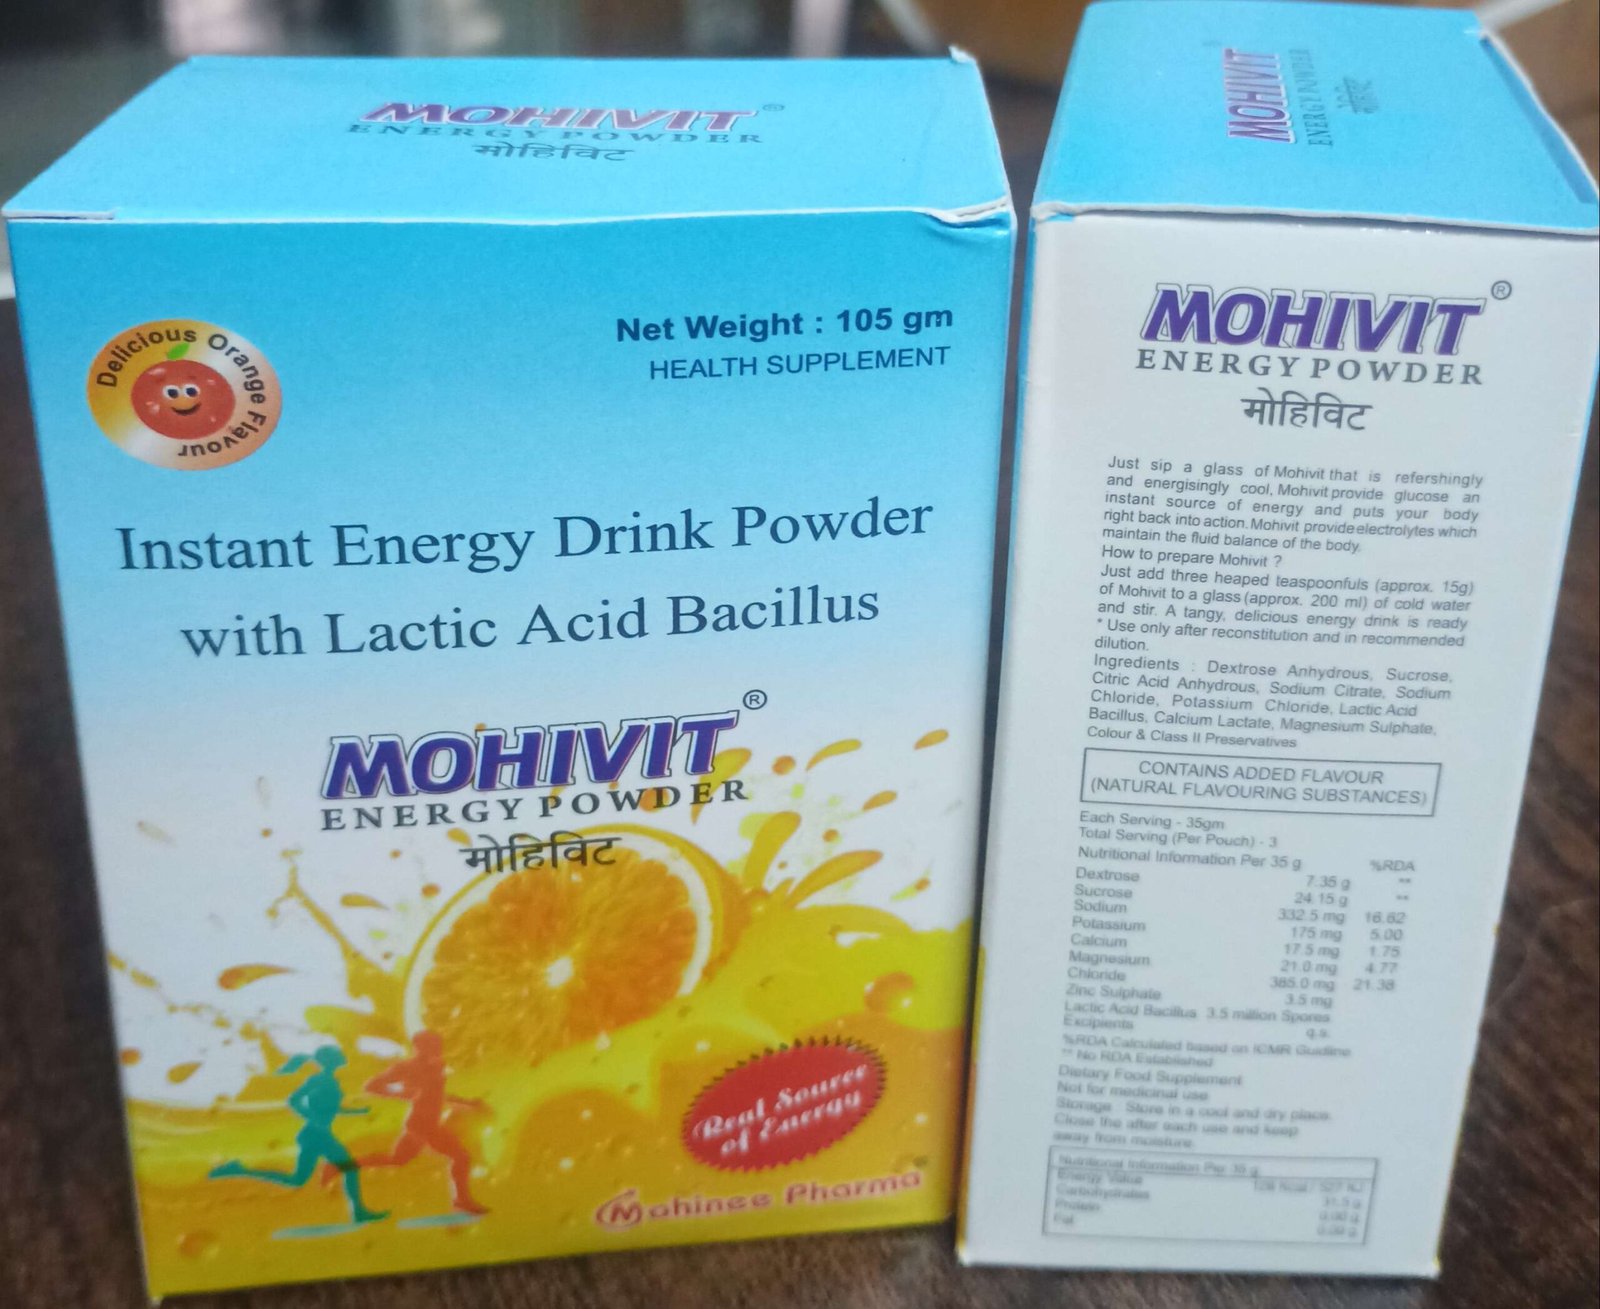 MOHIVIT®
ENERGY POWDER
मोहिविट
Delicious Orange Flavour
Net Weight : 105 gm
HEALTH SUPPLEMENT
Instant Energy Drink Powder
with Lactic Acid Bacillus
MOHIVIT®
ENERGY POWDER
मोहिविट
Real Source
of Energy
Mohinee Pharma
MOHIVIT
ENERGY POWDER
मोहिविट
MOHIVIT®
ENERGY POWDER
मोहिविट
Just sip a glass of Mohivit that is refershingly
and energisingly cool, Mohivit provide glucose an
instant source of energy and puts your body
right back into action. Mohivit provide electrolytes which
maintain the fluid balance of the body.
How to prepare Mohivit ?
Just add three heaped teaspoonfuls (approx. 15g)
of Mohivit to a glass (approx. 200 ml) of cold water
and stir. A tangy, delicious energy drink is ready
* Use only after reconstitution and in recommended
dilution.
Ingredients : Dextrose Anhydrous, Sucrose,
Citric Acid Anhydrous, Sodium Citrate, Sodium
Chloride, Potassium Chloride, Lactic Acid
Bacillus, Calcium Lactate, Magnesium Sulphate,
Colour & Class II Preservatives
CONTAINS ADDED FLAVOUR
(NATURAL FLAVOURING SUBSTANCES)
Each Serving - 35gm
Total Serving (Per Pouch) - 3
Nutritional Information Per 35 g %RDA
Dextrose 7.35 g **
Sucrose 24.15 g **
Sodium 332.5 mg 16.62
Potassium 175 mg 5.00
Calcium 17.5 mg 1.75
Magnesium 21.0 mg 4.77
Chloride 385.0 mg 21.38
Zinc Sulphate 3.5 mg
Lactic Acid Bacillus 3.5 million Spores
Excipients q.s.
%RDA Calculated based on ICMR Guidline
** No RDA Established
Dietary Food Supplement
Not for medicinal use
Storage : Store in a cool and dry place.
Close the after each use and keep
away from moisture.
Nutritional Information Per 35 g
Energy Value
Carbohydrates 31.5 g
Protein 0.00 g
Fat 0.00 g